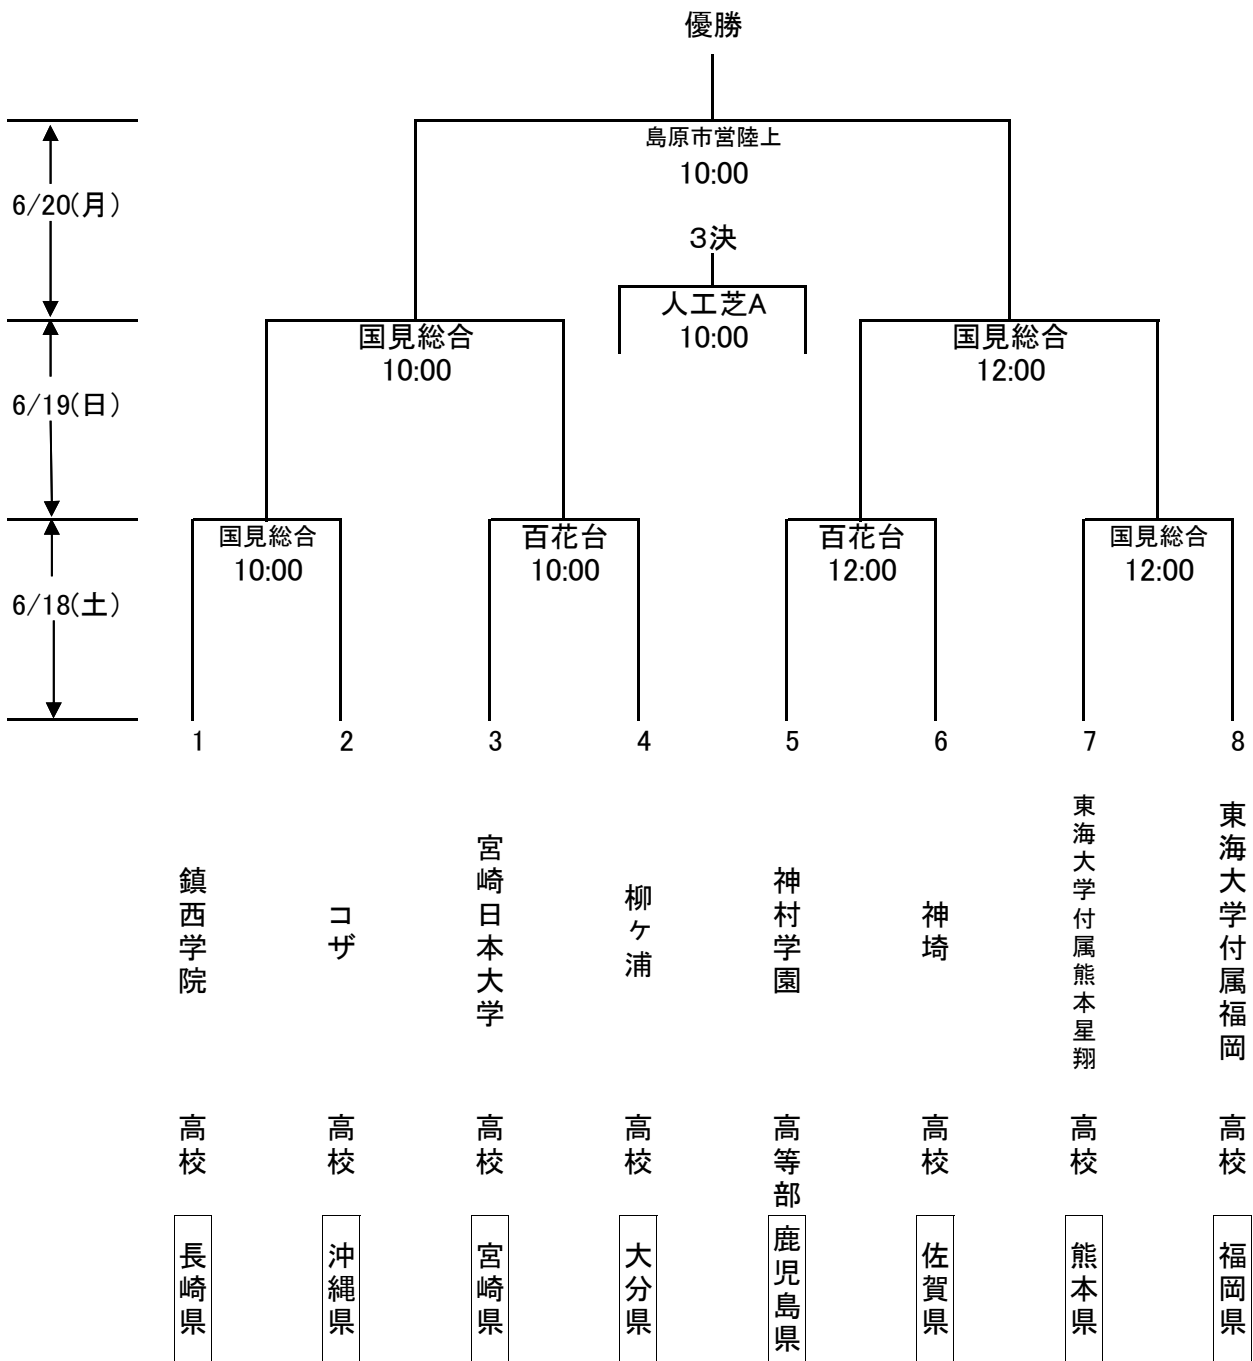 優勝
島原市営陸上
10:00
6/20(月)
3決
人工芝A
10:00
国見総合
10:00
国見総合
12:00
6/19(日)
国見総合
10:00
百花台
10:00
百花台
12:00
国見総合
12:00
6/18(土)
1
2
3
4
5
6
7
8
鎮西学院
コザ
宮崎日本大学
柳ケ浦
神村学園
神埼
東海大学付属熊本星翔
東海大学付属福岡
高校
高校
高校
高校
高等部
高校
高校
高校
長崎県
沖縄県
宮崎県
大分県
鹿児島県
佐賀県
熊本県
福岡県